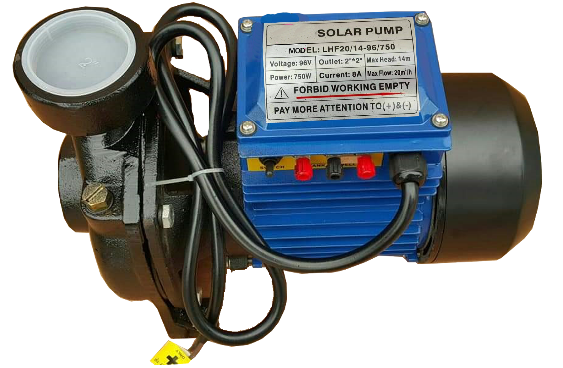 SOLAR PUMP
MODEL: LHF20/14-96/750
Voltage: 96V Outlet: 2"*2" Max Head: 14m
Power: 750W Current: 8A Max Flow: 20m³/h
FORBID WORKING EMPTY
PAY MORE ATTENTION TO(+)&(-)
+